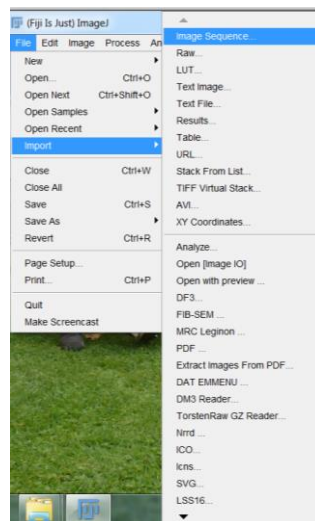 (Fiji Is Just) ImageJ
File Edit Image Process An
New
Open... Ctrl+O
Open Next Ctrl+Shift+O
Open Samples
Open Recent
Import
Close Ctrl+W
Close All
Save Ctrl+S
Save As
Revert Ctrl+R
Page Setup...
Print... Ctrl+P
Quit
Make Screencast
Image Sequence...
Raw...
LUT...
Text Image...
Text File...
Results...
Table...
URL...
Stack From List...
TIFF Virtual Stack...
AVI...
XY Coordinates...
Analyze...
Open [Image IO]
Open with preview ...
DF3...
FIB-SEM ...
MRC Leginon ...
PDF ...
Extract Images From PDF...
DAT EMMENU ...
DM3 Reader...
TorstenRaw GZ Reader...
Nrrd ...
ICO...
Icns...
SVG...
LSS16...